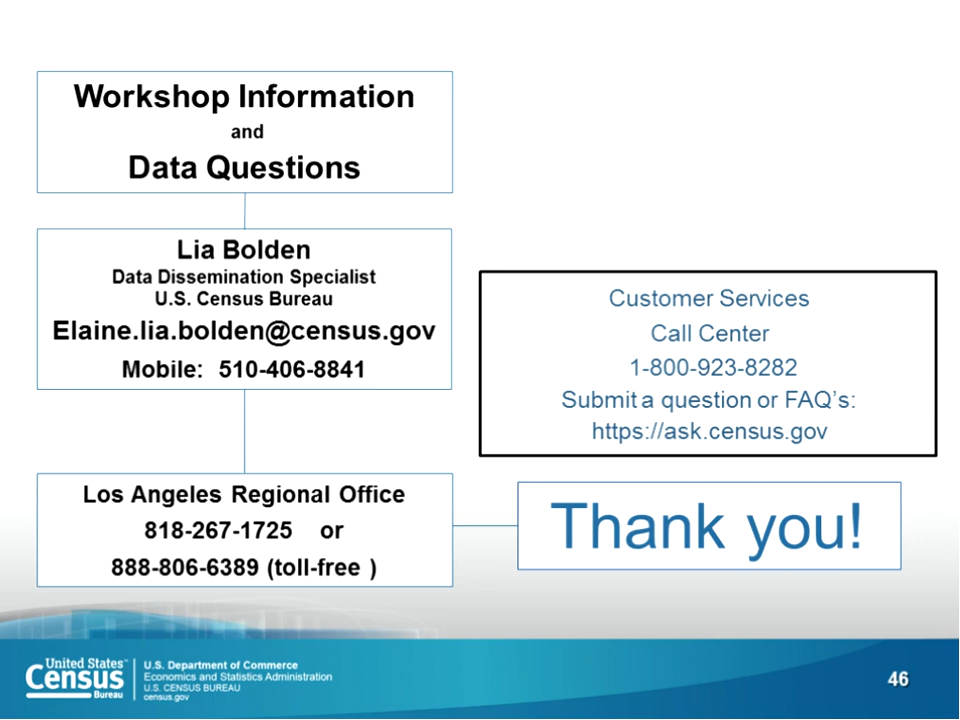 Workshop Information
and
Data Questions
Lia Bolden
Data Dissemination Specialist
U.S. Census Bureau
Elaine.lia.bolden@census.gov
Mobile: 510-406-8841
Los Angeles Regional Office
818-267-1725 or
888-806-6389 (toll-free )
Customer Services
Call Center
1-800-923-8282
Submit a question or FAQ's:
https://ask.census.gov
Thank you!
United States™
Census
Bureau
U.S. Department of Commerce
Economics and Statistics Administration
U.S. CENSUS BUREAU
census.gov
46